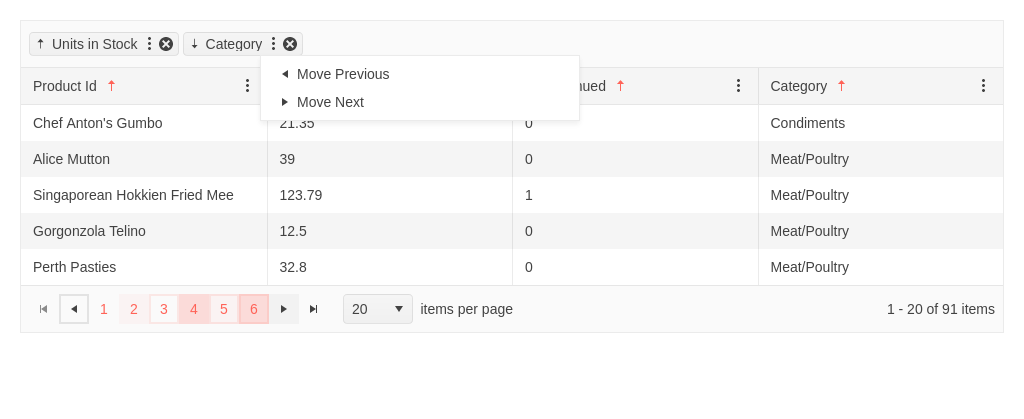 Units in Stock Category
Move Previous
Move Next
Product Id nued Category
Chef Anton's Gumbo 21.35 0 Condiments
Alice Mutton 39 0 Meat/Poultry
Singaporean Hokkien Fried Mee 123.79 1 Meat/Poultry
Gorgonzola Telino 12.5 0 Meat/Poultry
Perth Pasties 32.8 0 Meat/Poultry
1 2 3 4 5 6 20 items per page 1 - 20 of 91 items